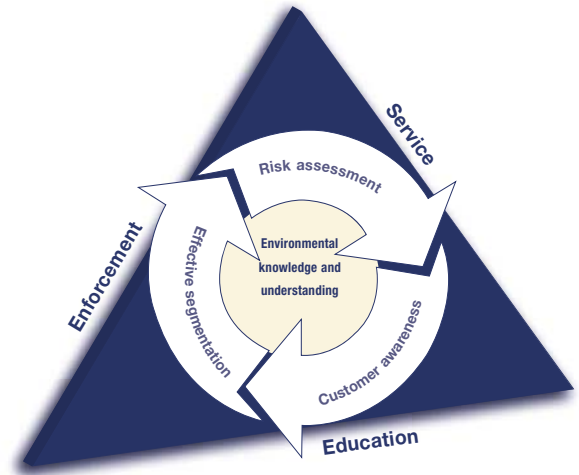 Service
Risk assessment
Enforcement
Effective segmentation
Environmental
knowledge and
understanding
Customer awareness
Education